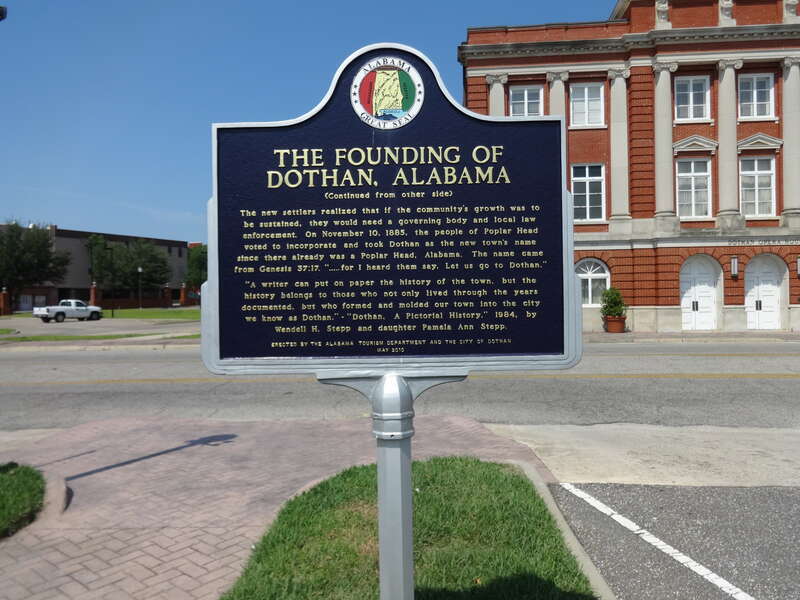 ALABAMA
GREAT SEAL
THE FOUNDING OF
DOTHAN, ALABAMA
(Continued from other side)
The new settlers realized that if the community's growth was to
be sustained, they would need a governing body and local law
enforcement. On November 10, 1885, the people of Poplar Head
voted to incorporate and took Dothan as the new town's name
since there already was a Poplar Head, Alabama. The name came
from Genesis 37:17. ".....for I heard them say, Let us go to Dothan."
"A writer can put on paper the history of the town, but the
history belongs to those who not only lived through the years
documented, but who formed and molded our town into the city
we know as Dothan." - "Dothan, A Pictorial History," 1984, by
Wendell H. Stepp and daughter Pamela Ann Stepp.
ERECTED BY THE ALABAMA TOURISM DEPARTMENT AND THE CITY OF DOTHAN
MAY 2010
DOTHAN OPERA HOUSE